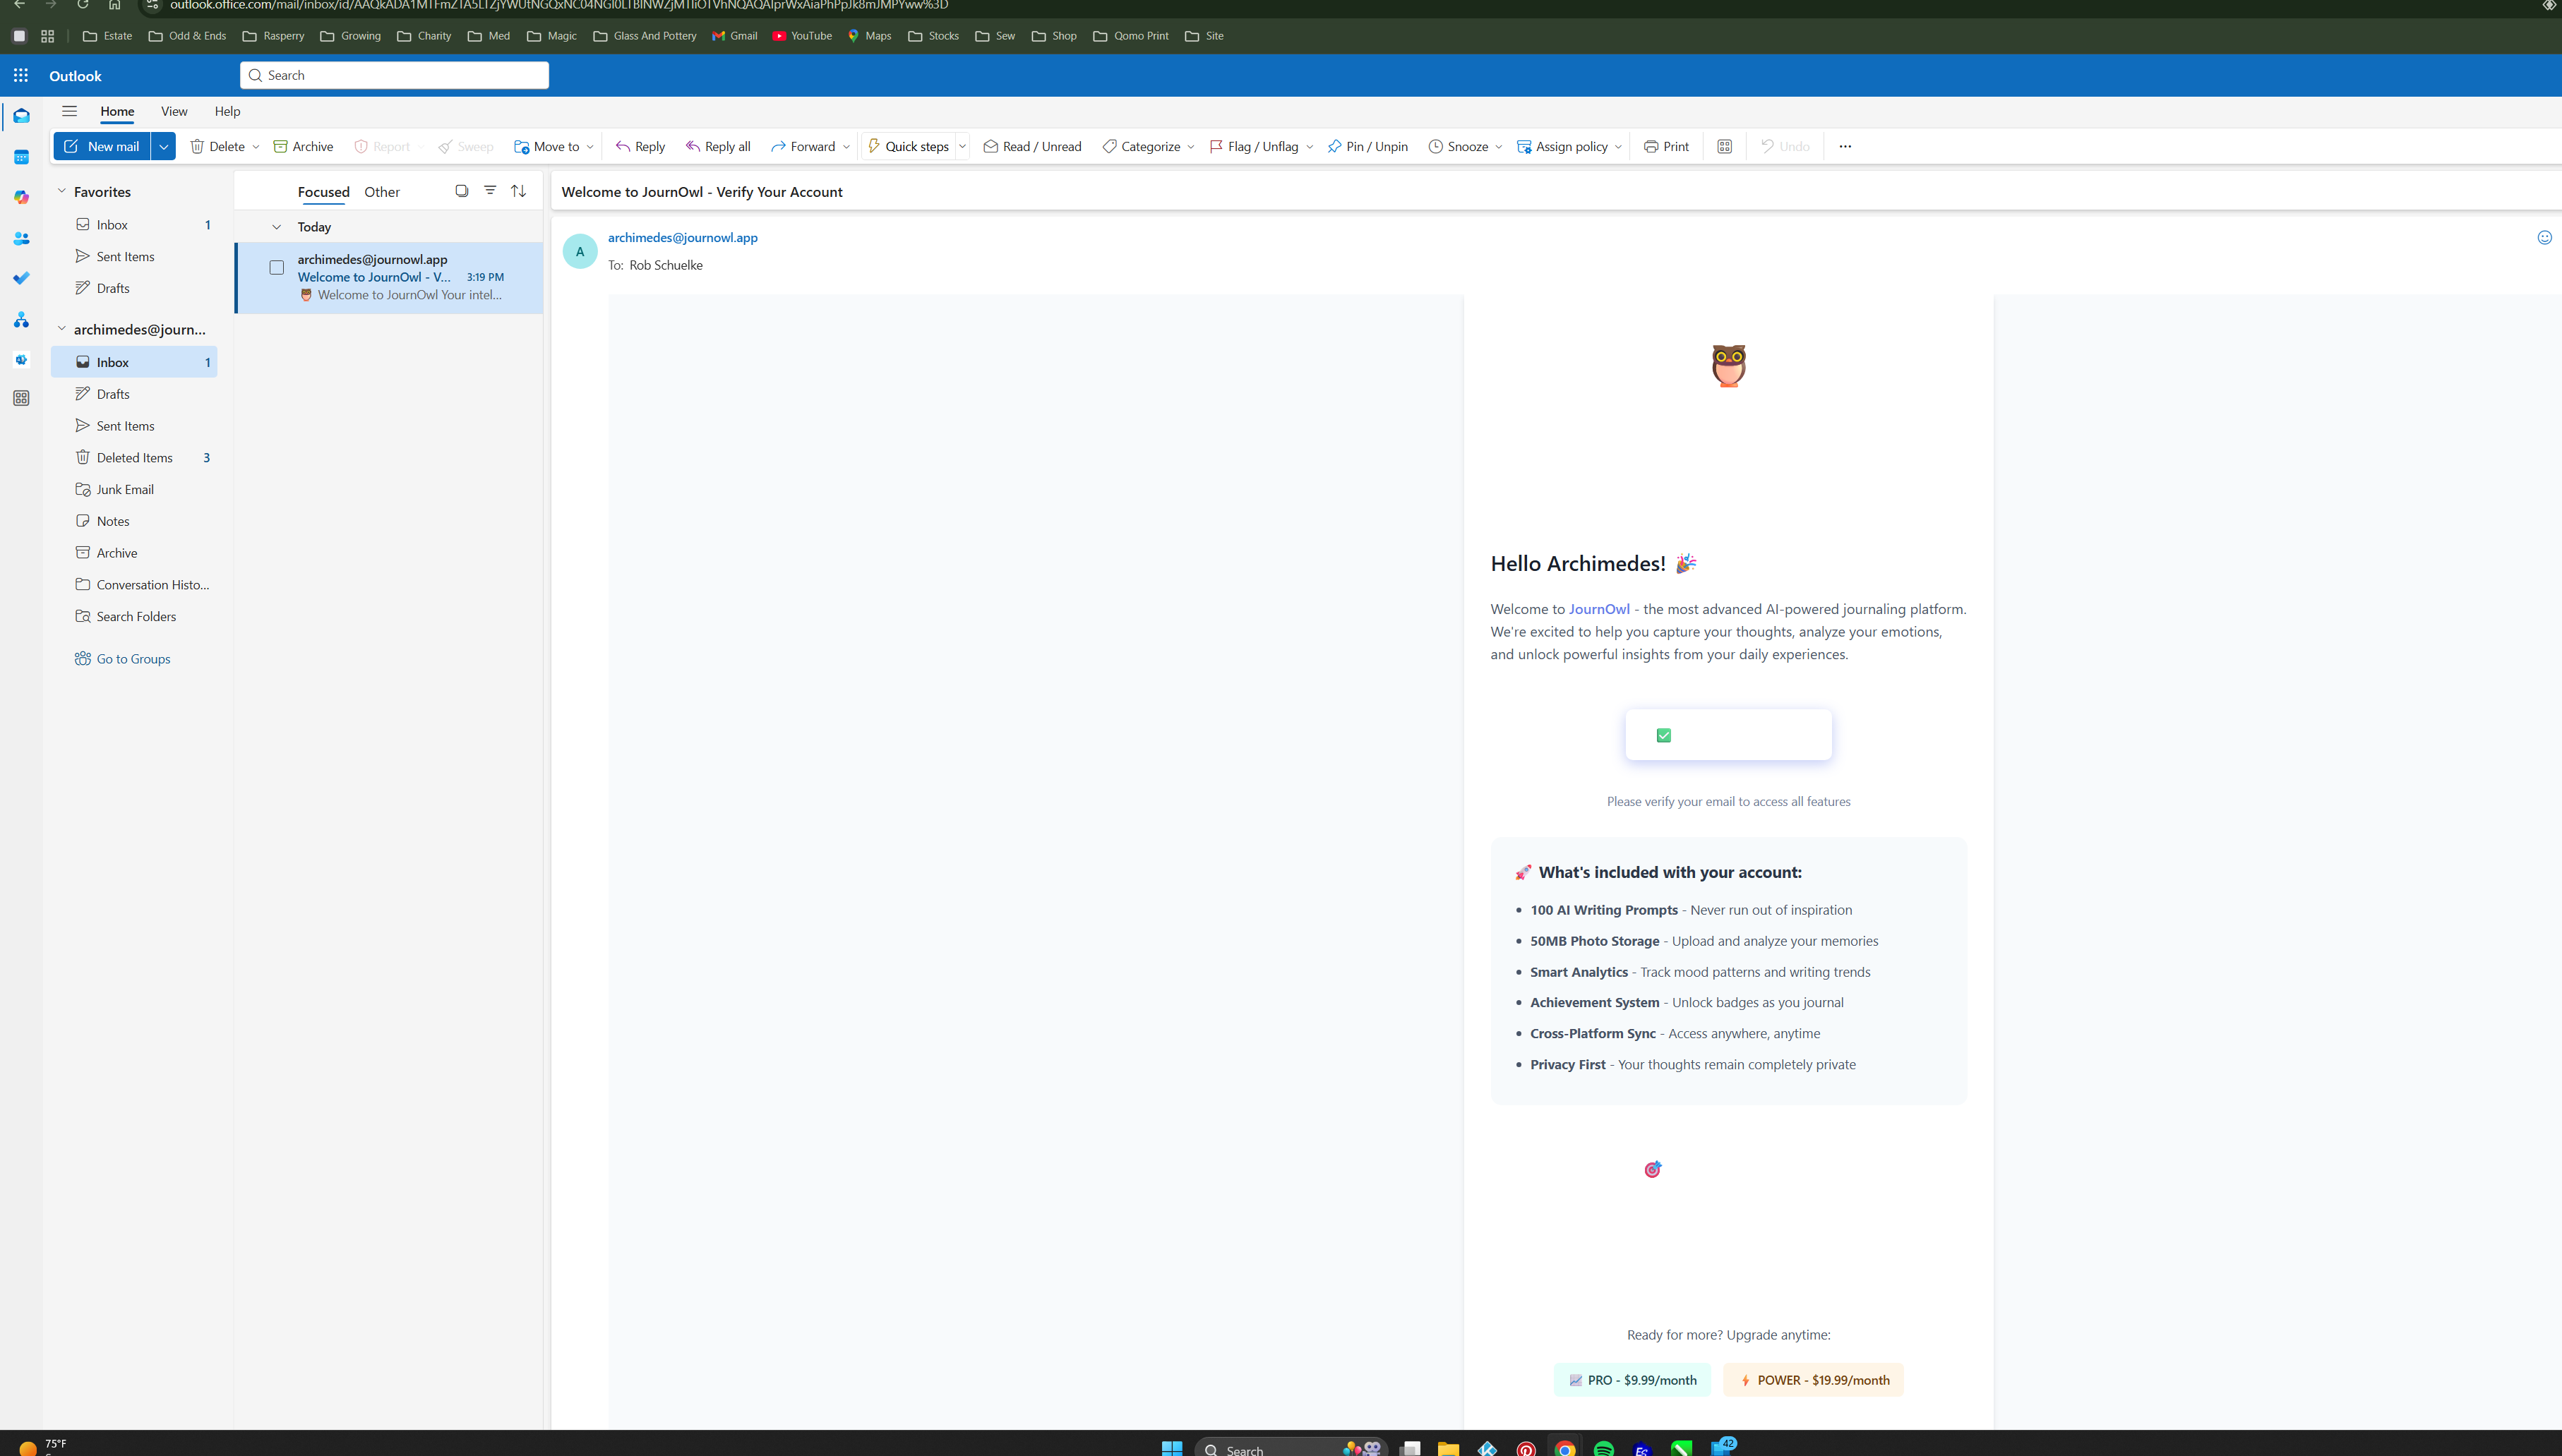 Estate Odd & Ends Rasperry Growing Charity Med Magic Glass And Pottery Gmail YouTube Maps Stocks Sew Shop Qomo Print Site
Outlook Search
Home View Help
New mail Delete Archive Report Sweep Move to Reply Reply all Forward Quick steps Read / Unread Categorize Flag / Unflag Pin / Unpin Snooze Assign policy Print Undo ...
Favorites
Inbox 1
Sent Items
Drafts
archimedes@journ...
Inbox 1
Drafts
Sent Items
Deleted Items 3
Junk Email
Notes
Archive
Conversation Histo...
Search Folders
Go to Groups
Focused Other
Today
archimedes@journowl.app
Welcome to JournOwl - V... 3:19 PM
Welcome to JournOwl Your intel...
Welcome to JournOwl - Verify Your Account
A
archimedes@journowl.app
To: Rob Schuelke
Hello Archimedes!
Welcome to JournOwl - the most advanced AI-powered journaling platform.
We're excited to help you capture your thoughts, analyze your emotions,
and unlock powerful insights from your daily experiences.
Please verify your email to access all features
What's included with your account:
• 100 AI Writing Prompts - Never run out of inspiration
• 50MB Photo Storage - Upload and analyze your memories
• Smart Analytics - Track mood patterns and writing trends
• Achievement System - Unlock badges as you journal
• Cross-Platform Sync - Access anywhere, anytime
• Privacy First - Your thoughts remain completely private
Ready for more? Upgrade anytime:
PRO - $9.99/month POWER - $19.99/month
75°F
Search
42